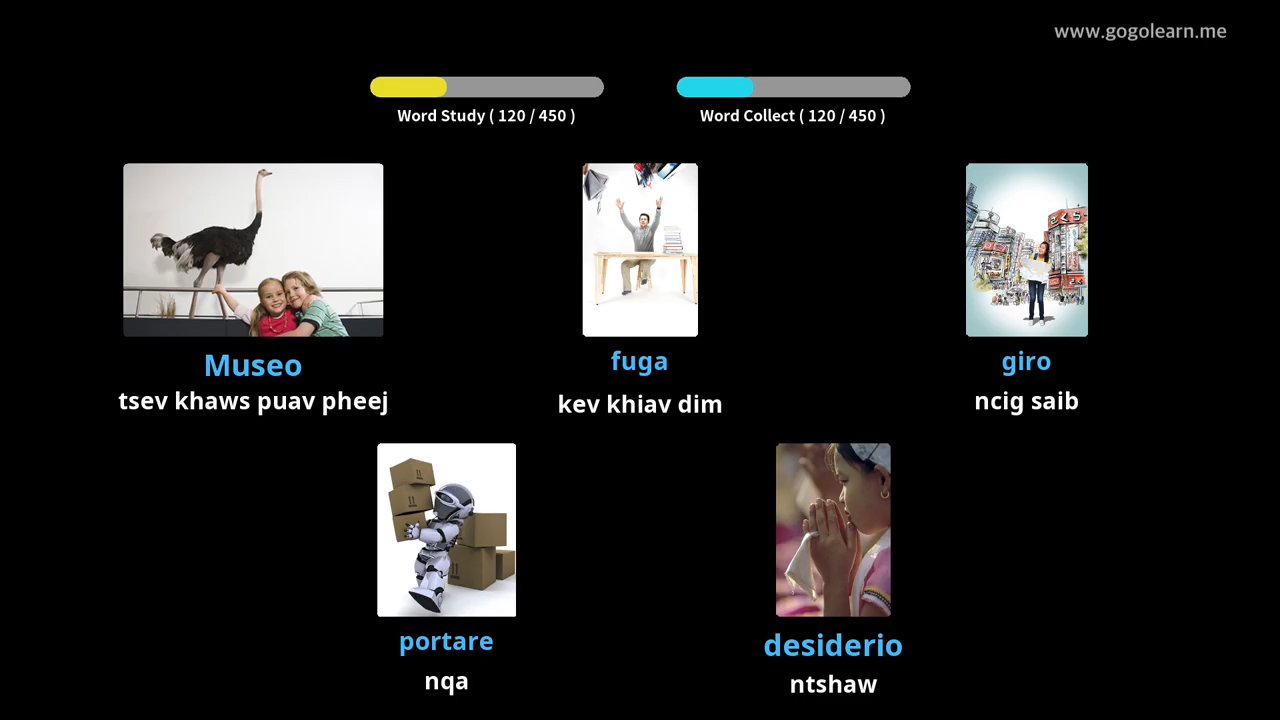 www.gogolearn.me
Word Study ( 120 / 450 )
Word Collect ( 120 / 450 )
Museo
tsev khaws puav pheej
fuga
kev khiav dim
giro
ncig saib
portare
nqa
desiderio
ntshaw